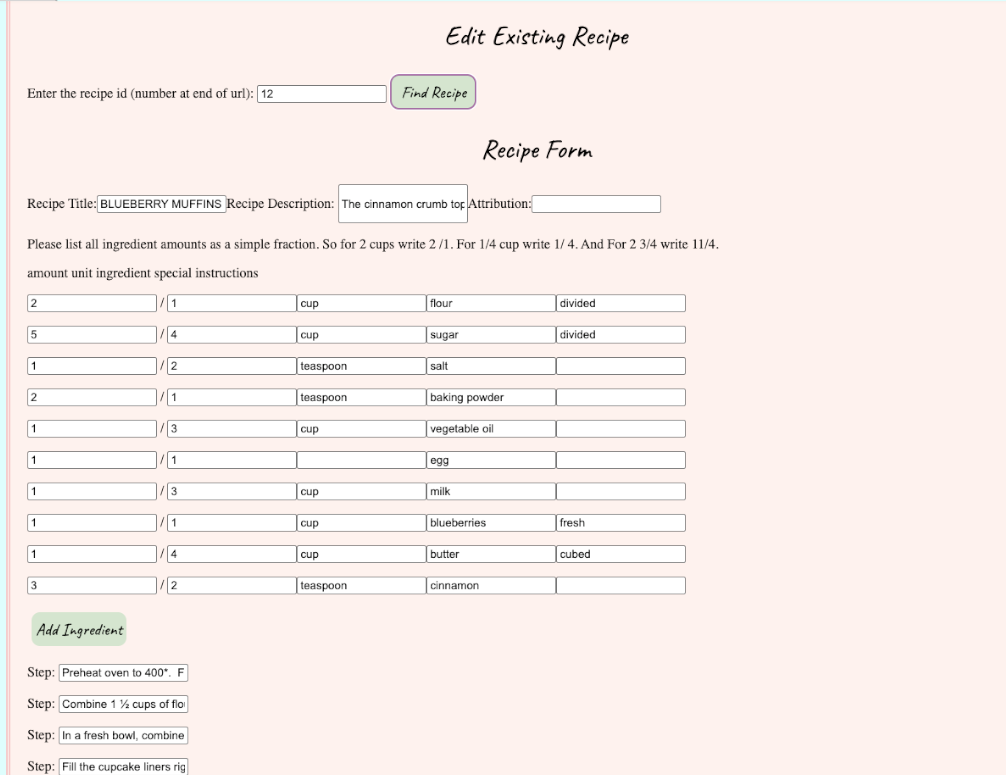 Edit Existing Recipe
Enter the recipe id (number at end of url): 12 Find Recipe
Recipe Form
Recipe Title: BLUEBERRY MUFFINS Recipe Description: The cinnamon crumb top Attribution:
Please list all ingredient amounts as a simple fraction. So for 2 cups write 2 /1. For 1/4 cup write 1/ 4. And For 2 3/4 write 11/4.
amount unit ingredient special instructions
2 / 1 cup flour divided
5 / 4 cup sugar divided
1 / 2 teaspoon salt
2 / 1 teaspoon baking powder
1 / 3 cup vegetable oil
1 / 1 egg
1 / 3 cup milk
1 / 1 cup blueberries fresh
1 / 4 cup butter cubed
3 / 2 teaspoon cinnamon
Add Ingredient
Step: Preheat oven to 400°. F
Step: Combine 1 ½ cups of flo
Step: In a fresh bowl, combine
Step: Fill the cupcake liners rig